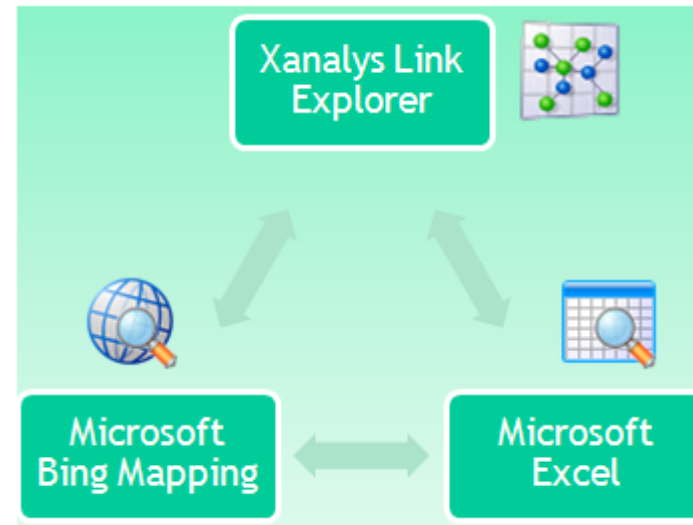 Xanalys Link
Explorer
Microsoft
Bing Mapping
Microsoft
Excel